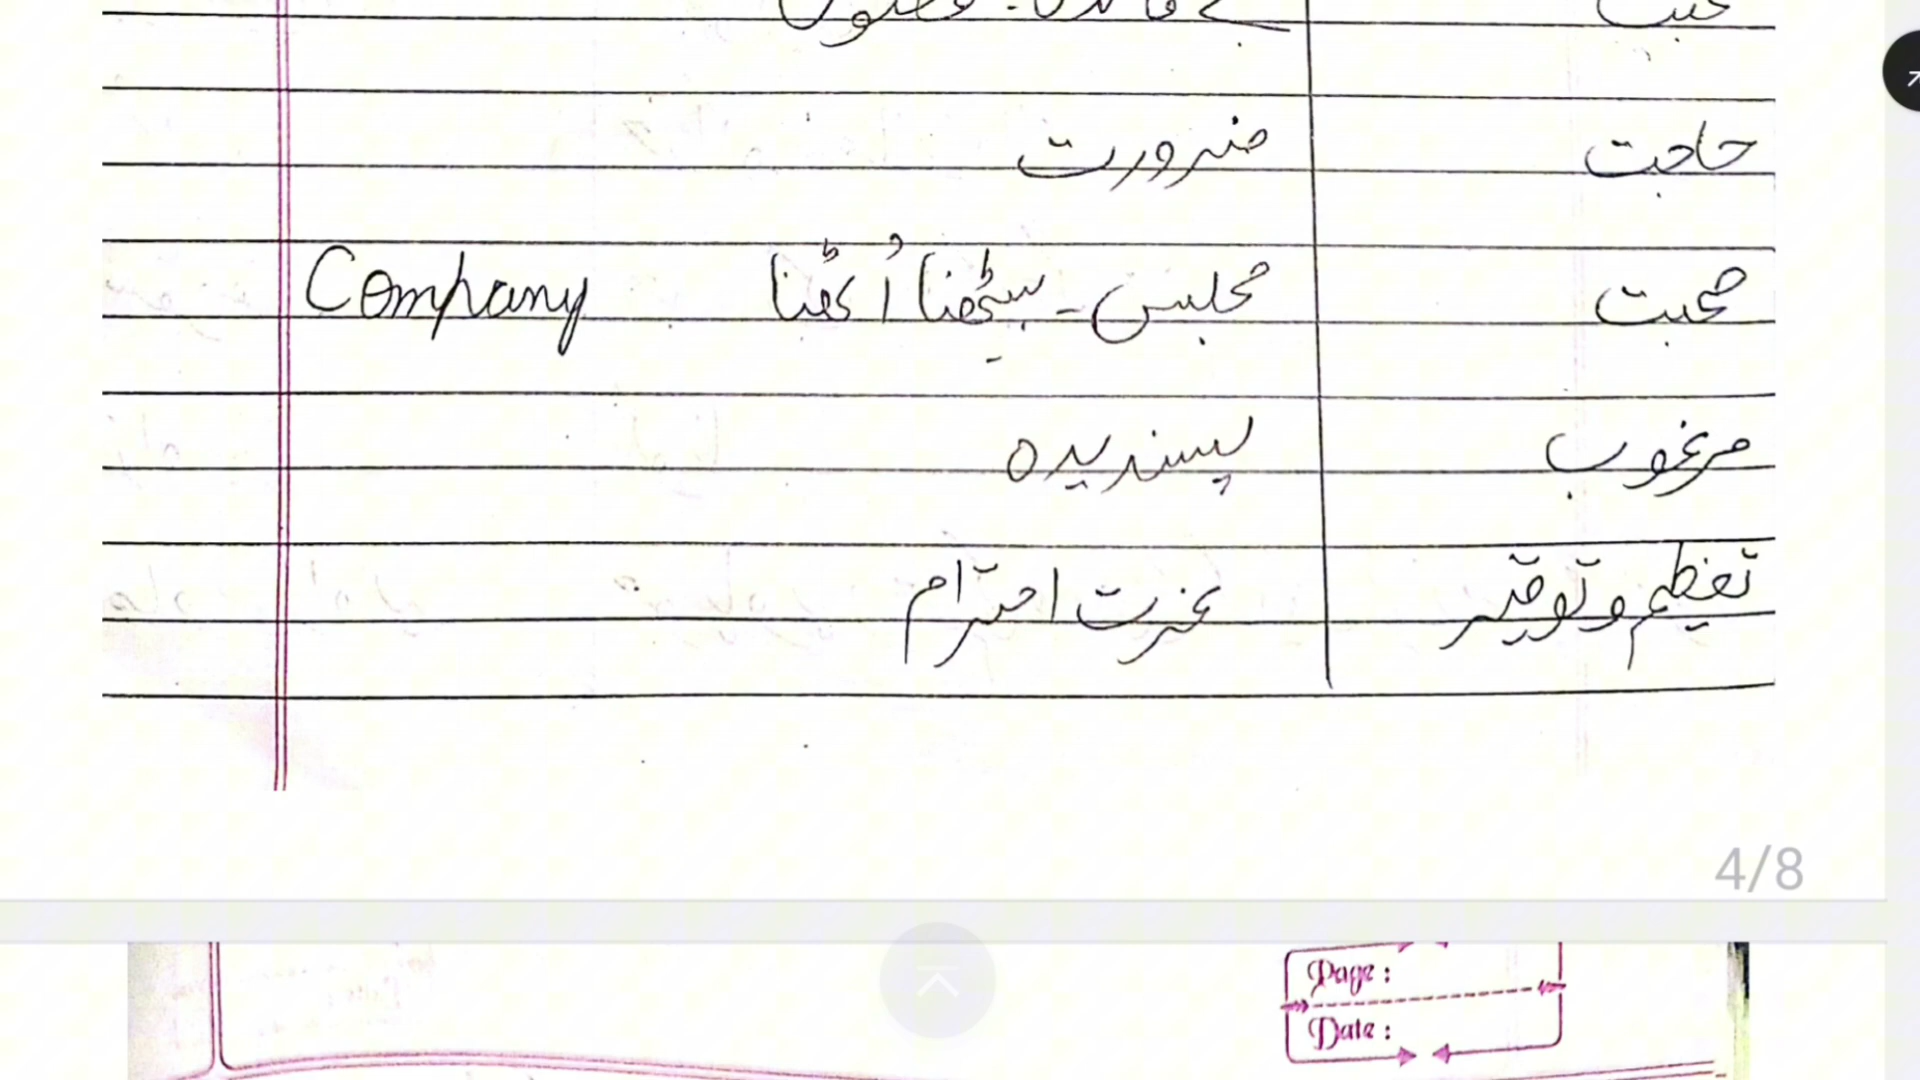 حاجت ضرورت
صحبت مجلس - بیٹھنا اُٹھنا Company
مرغوب پسندیدہ
تعظیم و توقیر عزت احترام
4/8
Page :
Date :